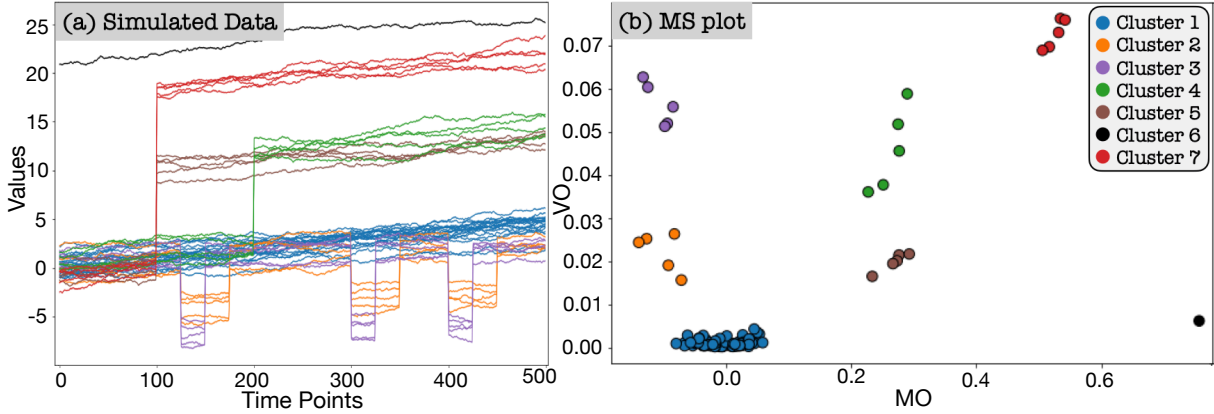 (a) Simulated Data
25
20
15
10
5
0
-5
Values
0
100
200
300
400
500
Time Points
(b) MS plot
0.07
0.06
0.05
0.04
0.03
0.02
0.01
0.00
VO
0.0
0.2
0.4
0.6
MO
Cluster 1
Cluster 2
Cluster 3
Cluster 4
Cluster 5
Cluster 6
Cluster 7